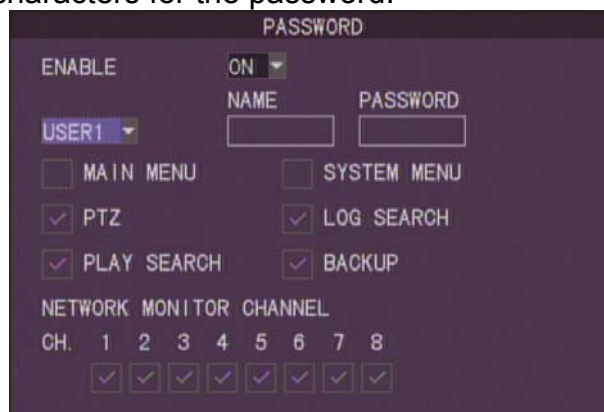 characters for the password.
PASSWORD
ENABLE ON
NAME PASSWORD
USER1
MAIN MENU SYSTEM MENU
PTZ LOG SEARCH
PLAY SEARCH BACKUP
NETWORK MONITOR CHANNEL
CH. 1 2 3 4 5 6 7 8